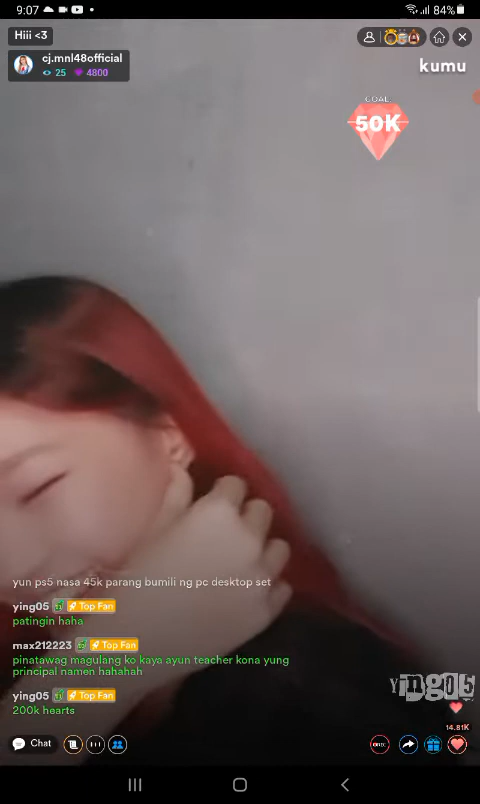 9:07
84%
Hiii <3
cj.mnl48official
25 4800
kumu
GOAL
50K
yun ps5 nasa 45k parang bumili ng pc desktop set
ying05 Top Fan
patingin haha
max212223 Top Fan
pinatawag magulang ko kaya ayun teacher kona yung
principal namen hahahah
ying05 Top Fan
200k hearts
Ying05
14.81K
Chat